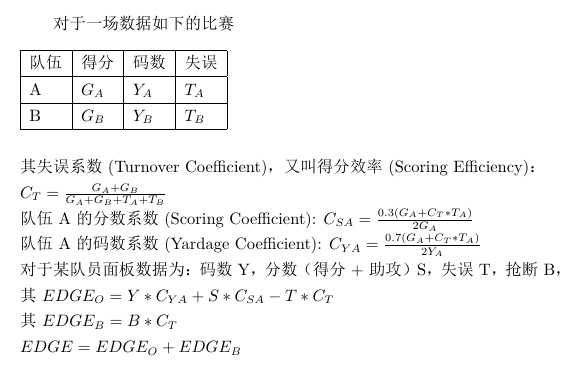 对于一场数据如下的比赛
队伍 得分 码数 失误
A G_A Y_A T_A
B G_B Y_B T_B
其失误系数 (Turnover Coefficient)，又叫得分效率 (Scoring Efficiency)：
C_T = \frac{G_A+G_B}{G_A+G_B+T_A+T_B}
队伍 A 的分数系数 (Scoring Coefficient): C_{SA} = \frac{0.3(G_A+C_T*T_A)}{2G_A}
队伍 A 的码数系数 (Yardage Coefficient): C_{YA} = \frac{0.7(G_A+C_T*T_A)}{2Y_A}
对于某队员面板数据为：码数 Y，分数（得分 + 助攻）S，失误 T，抢断 B，
其 EDGE_O = Y * C_{YA} + S * C_{SA} − T * C_T
其 EDGE_B = B * C_T
EDGE = EDGE_O + EDGE_B